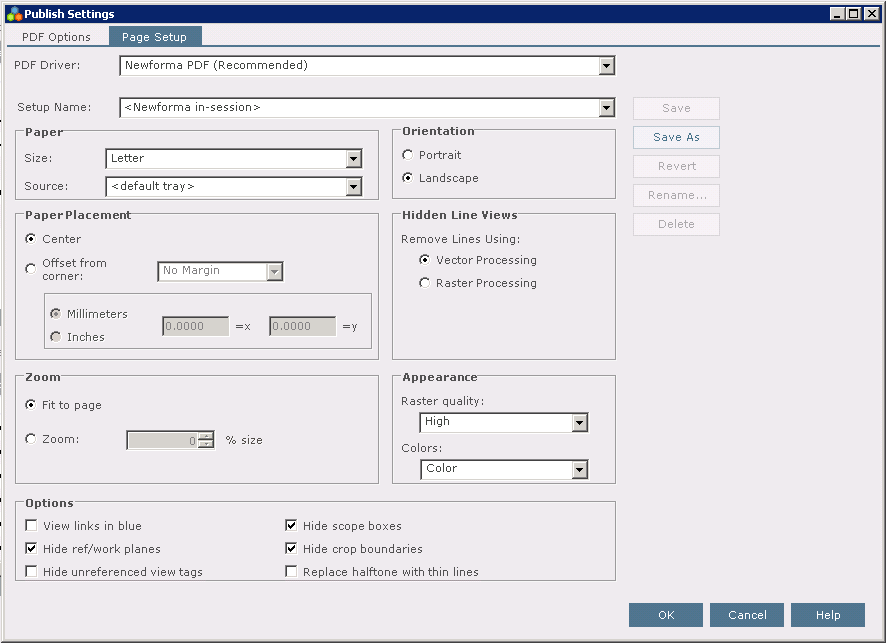 Publish Settings
PDF Options Page Setup
PDF Driver: Newforma PDF (Recommended)
Setup Name: <Newforma in-session> Save
Save As
Revert
Rename...
Delete
Paper
Size: Letter
Source: <default tray>
Orientation
Portrait
Landscape
Paper Placement
Center
Offset from
corner: No Margin
Millimeters
Inches
0.0000 =x 0.0000 =y
Hidden Line Views
Remove Lines Using:
Vector Processing
Raster Processing
Zoom
Fit to page
Zoom: 0 % size
Appearance
Raster quality:
High
Colors:
Color
Options
View links in blue Hide scope boxes
Hide ref/work planes Hide crop boundaries
Hide unreferenced view tags Replace halftone with thin lines
OK Cancel Help